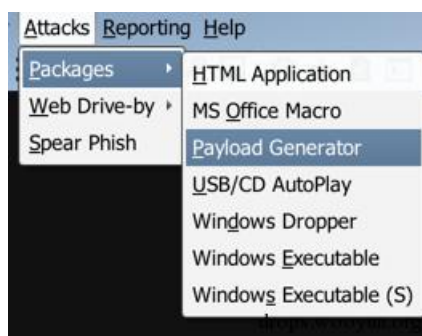 Attacks Reporting Help
Packages
Web Drive-by
Spear Phish
HTML Application
MS Office Macro
Payload Generator
USB/CD AutoPlay
Windows Dropper
Windows Executable
Windows Executable (S)